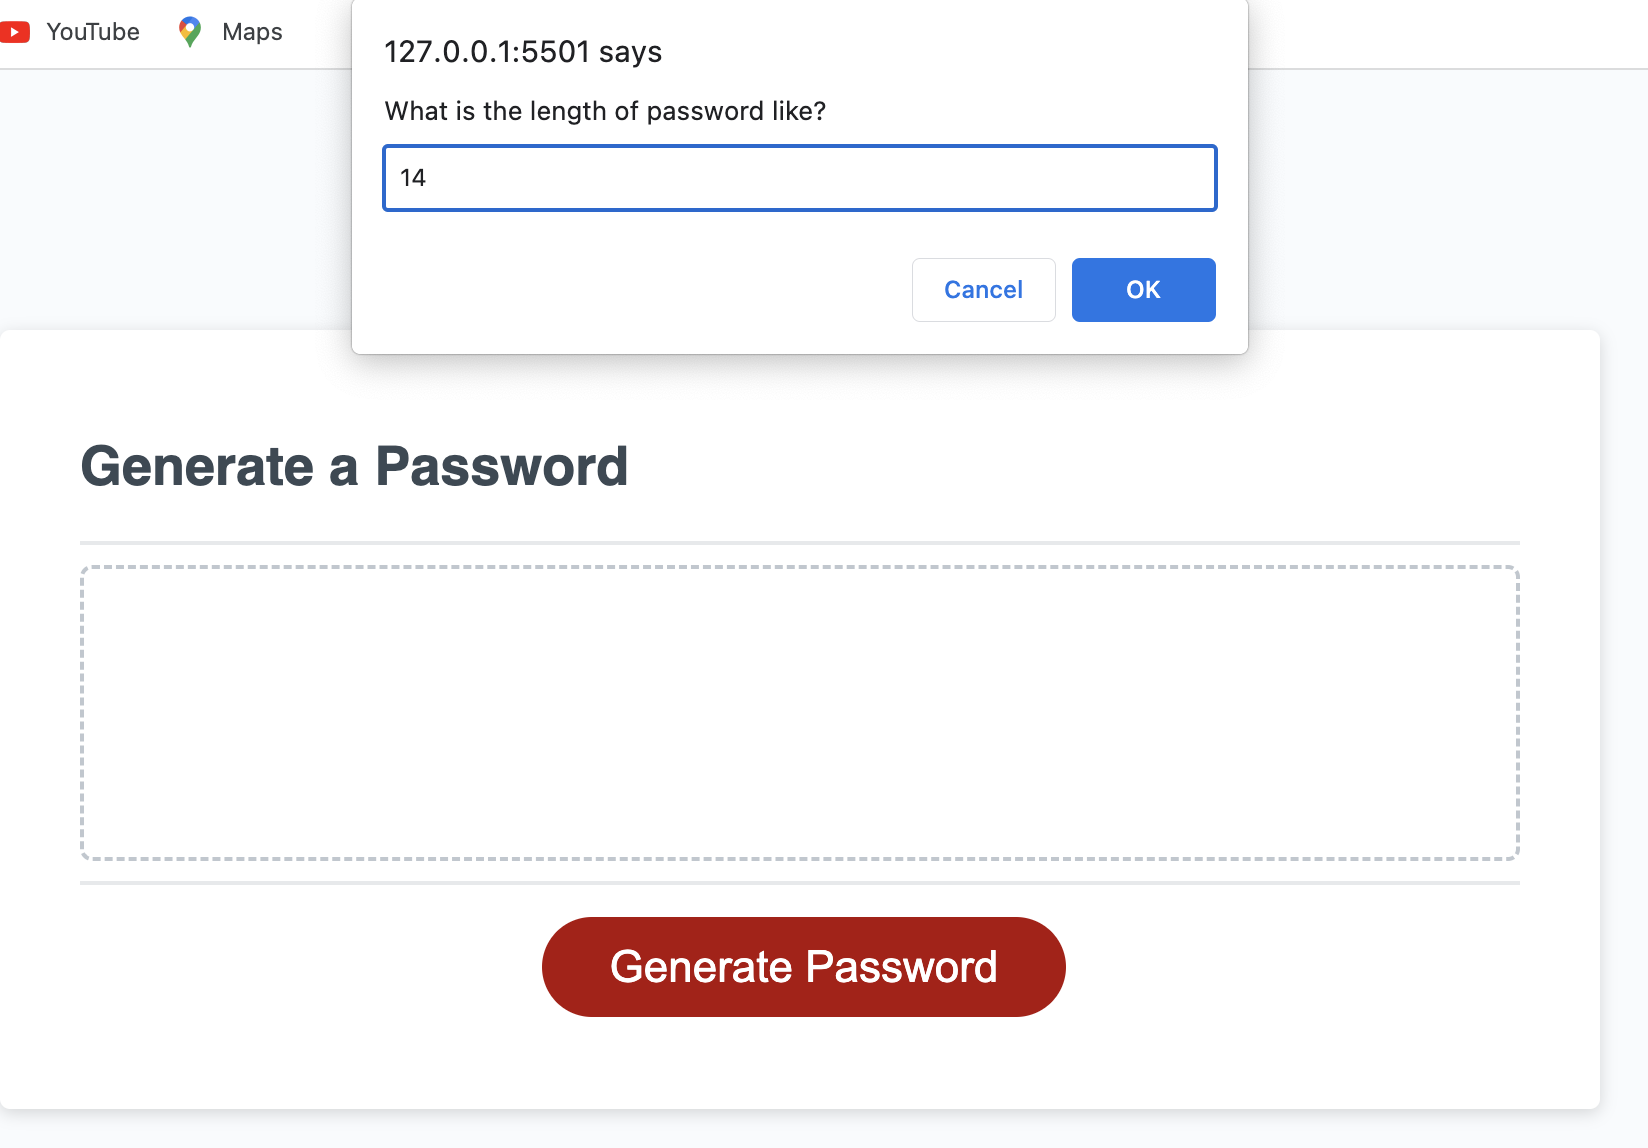 YouTube Maps
127.0.0.1:5501 says
What is the length of password like?
14
Cancel OK
Generate a Password
Generate Password